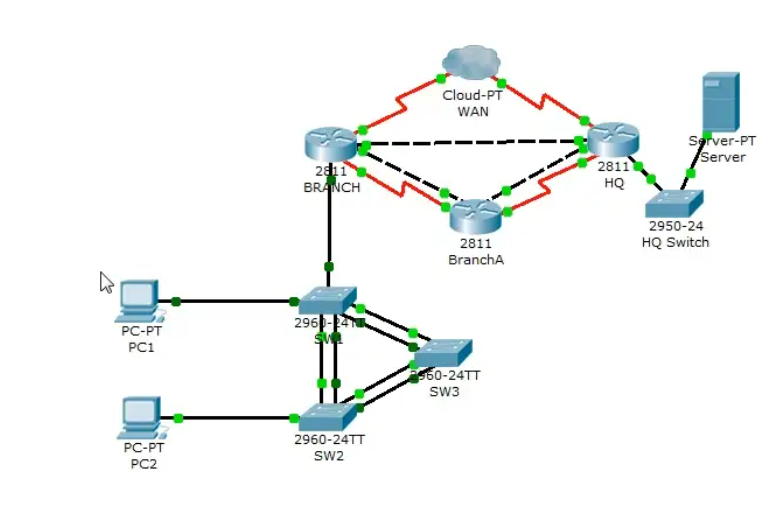 Cloud-PT
WAN
Server-PT
Server
2811
BRANCH
2811
HQ
2950-24
HQ Switch
2811
BranchA
PC-PT
PC1
2960-24TT
SW1
2960-24TT
SW3
PC-PT
PC2
2960-24TT
SW2